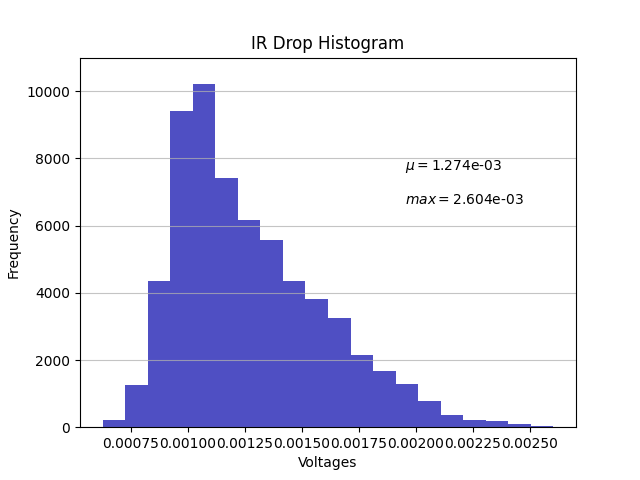 IR Drop Histogram
10000
8000
6000
4000
2000
0
Frequency
μ = 1.274e-03
max = 2.604e-03
0.00075 0.00100 0.00125 0.00150 0.00175 0.00200 0.00225 0.00250
Voltages